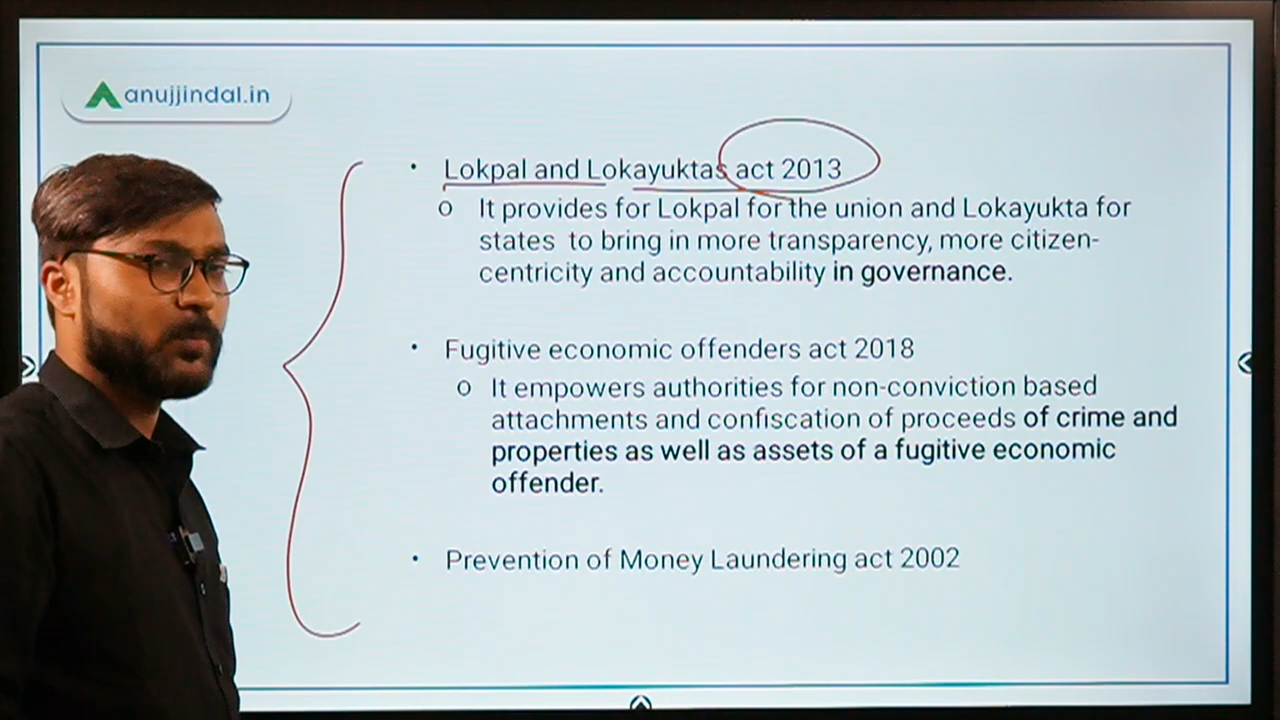 anujjindal.in
• Lokpal and Lokayuktas act 2013
o It provides for Lokpal for the union and Lokayukta for
states to bring in more transparency, more citizen-
centricity and accountability in governance.
• Fugitive economic offenders act 2018
o It empowers authorities for non-conviction based
attachments and confiscation of proceeds of crime and
properties as well as assets of a fugitive economic
offender.
• Prevention of Money Laundering act 2002